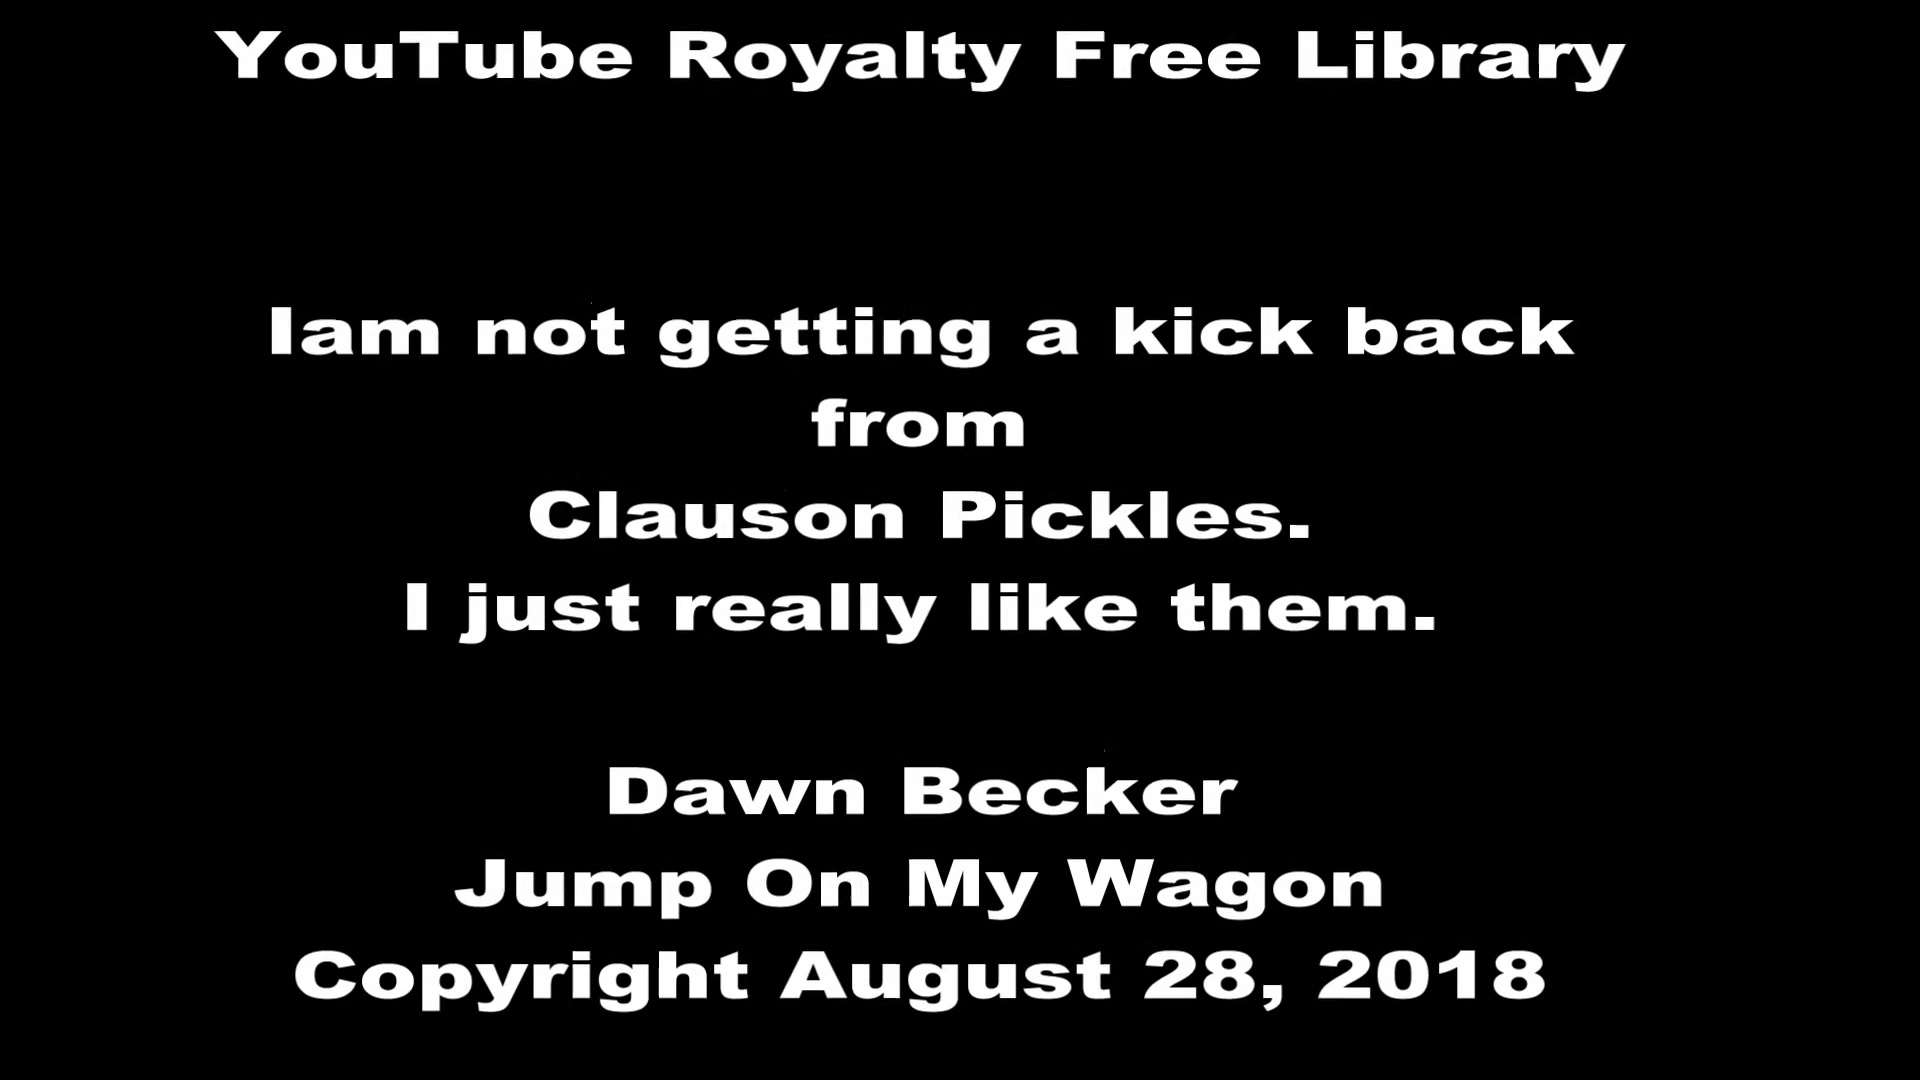 YouTube Royalty Free Library
Iam not getting a kick back
from
Clauson Pickles.
I just really like them.
Dawn Becker
Jump On My Wagon
Copyright August 28, 2018